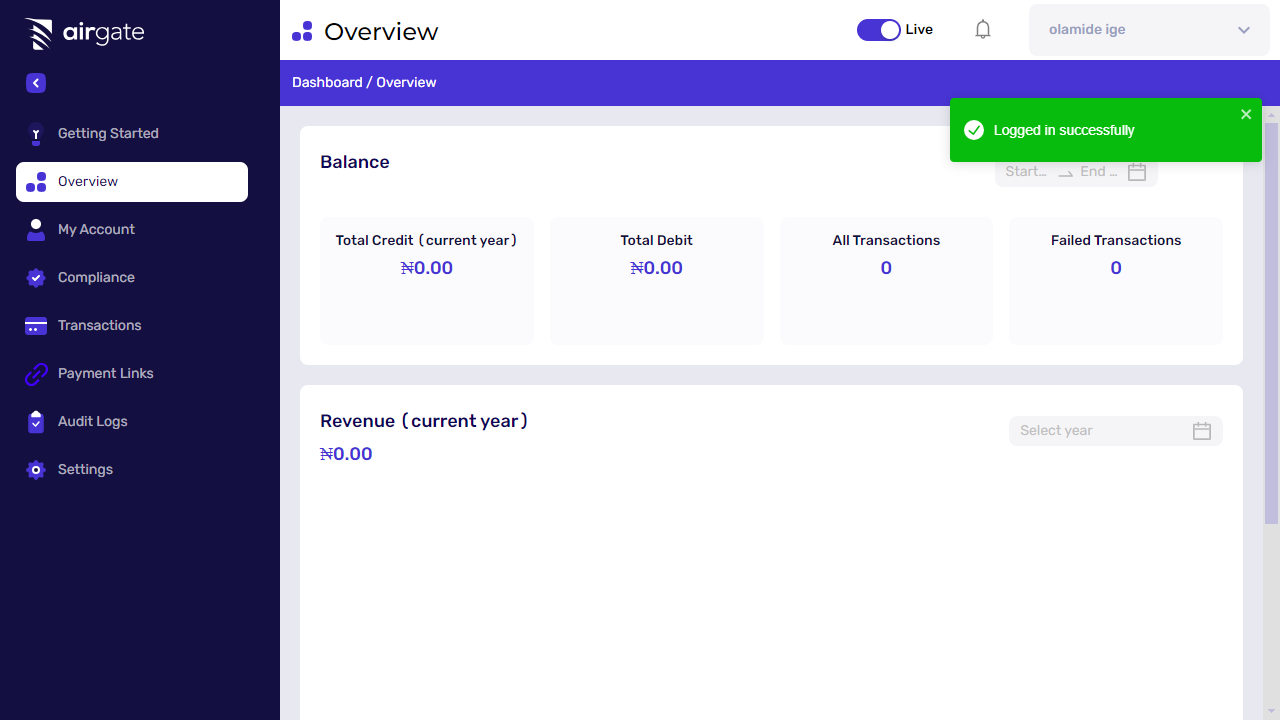 airgate
Overview
Live
olamide ige
Dashboard / Overview
Logged in successfully
Getting Started
Overview
My Account
Compliance
Transactions
Payment Links
Audit Logs
Settings
Balance
Start... End ...
Total Credit (current year)
₦0.00
Total Debit
₦0.00
All Transactions
0
Failed Transactions
0
Revenue (current year)
₦0.00
Select year